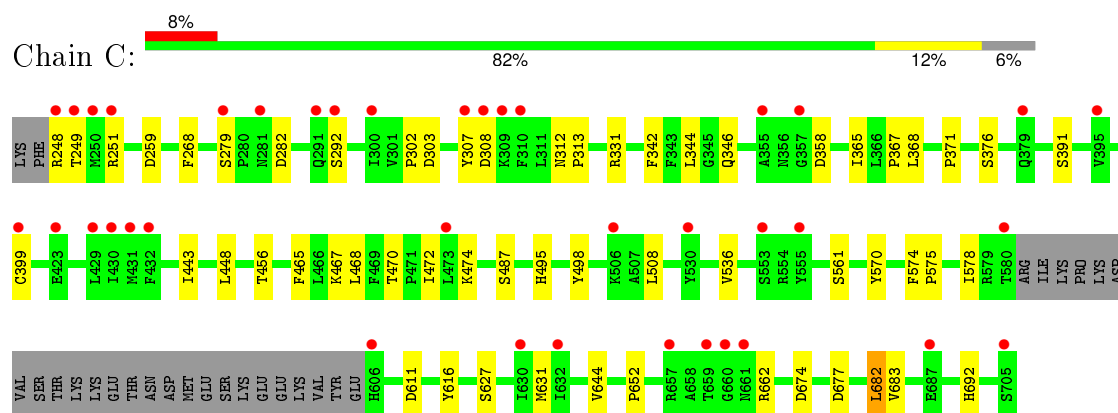 8%
Chain C:
82% 12% 6%
LYS PHE R248 T249 M250 R251 D259 F268 S279 P280 N281 D282 Q291 S292 I300 V301 P302 D303 Y307 D308 K309 F310 L311 N312 P313 R331 F342 F343 L344 G345 Q346 A355 N356 G357 D358 I365 L366 P367 L368 P371 S376 Q379 S391 V395
C399 E423 L429 I430 M431 F432 I443 L448 T456 F465 L466 K467 L468 F469 T470 P471 I472 L473 K474 S487 H495 Y498 K506 A507 L508 Y530 V536 S553 R554 Y555 S561 Y570 F574 P575 I578 R579 T580 ARG ILE LYS PRO LYS ASP
VAL SER THR LYS LYS GLU THR ASN ASP MET GLU SER LYS GLU GLU LYS VAL TYR GLU H606 D611 Y616 S627 I630 M631 I632 V644 P652 R657 A658 T659 G660 N661 R662 D674 D677 L682 V683 E687 H692 S705